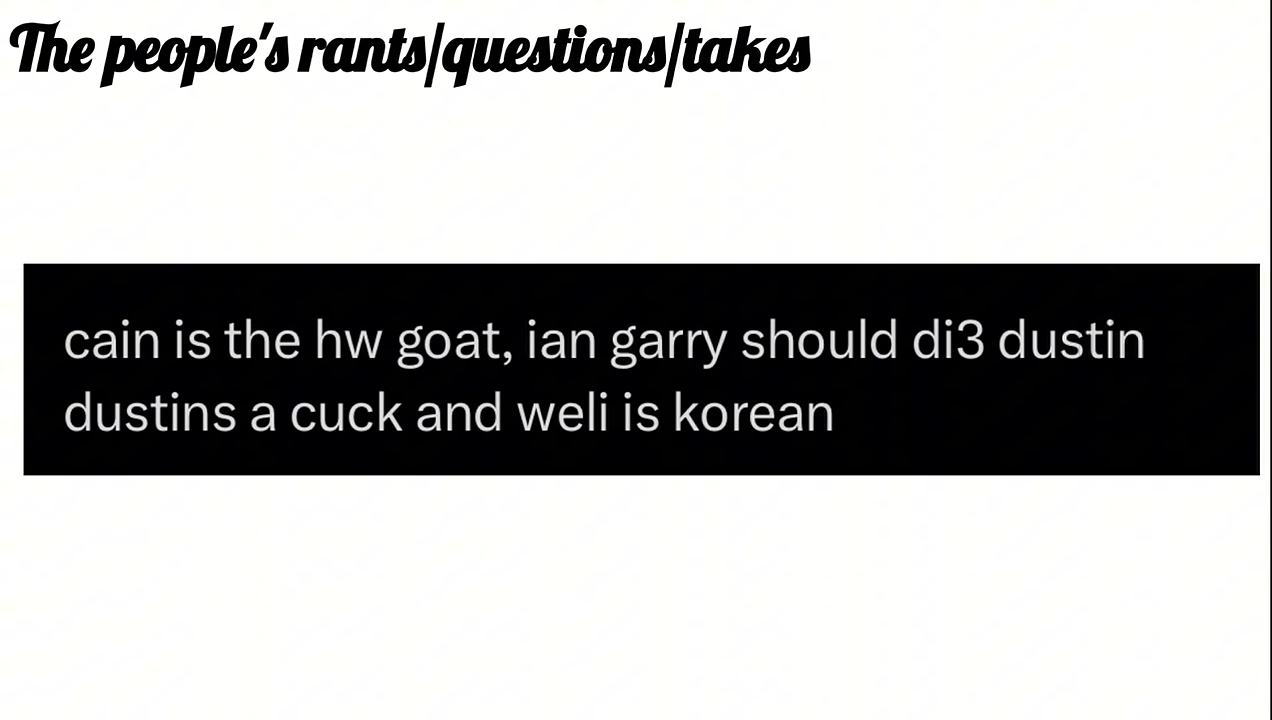 The people's rants/questions/takes
cain is the hw goat, ian garry should di3 dustin
dustins a cuck and weli is korean